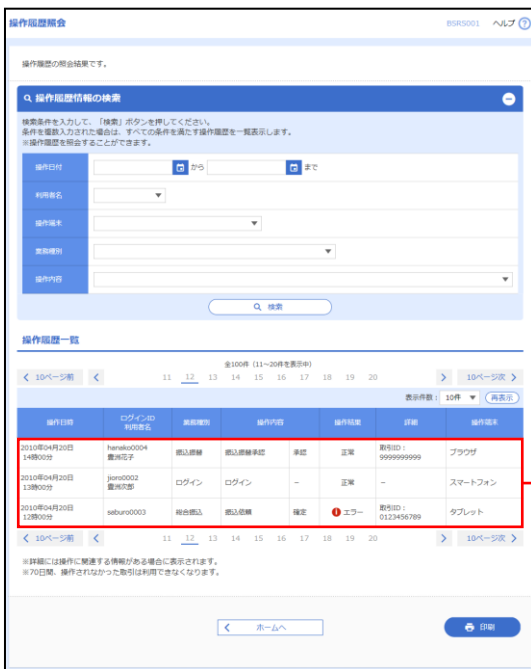 操作履歴照会 BSRS001 ヘルプ ?
操作履歴の照会結果です。
操作履歴情報の検索
検索条件を入力して、「検索」ボタンを押してください。
条件を複数入力された場合は、すべての条件を満たす操作履歴を一覧表示します。
※操作履歴を照会することができます。
操作日付 から まで
利用者名
操作端末
業務種別
操作内容
検索
操作履歴一覧
全100件 (11~20件を表示中)
10ページ前 11 12 13 14 15 16 17 18 19 20 10ページ次
表示件数: 10件 再表示
操作日時 ログインID 利用者名 業務種別 操作内容 操作結果 詳細 操作端末
2010年04月20日 14時00分 hanako0004 豊洲花子 振込振替 振込振替承認 承認 正常 取引ID: 9999999999 ブラウザ
2010年04月20日 13時00分 jioro0002 豊洲次郎 ログイン ログイン - 正常 - スマートフォン
2010年04月20日 12時00分 saburo0003 総合振込 振込依頼 確定 エラー 取引ID: 0123456789 タブレット
10ページ前 11 12 13 14 15 16 17 18 19 20 10ページ次
※詳細には操作に関連する情報がある場合に表示されます。
※70日間、操作されなかった取引は利用できなくなります。
ホームへ 印刷